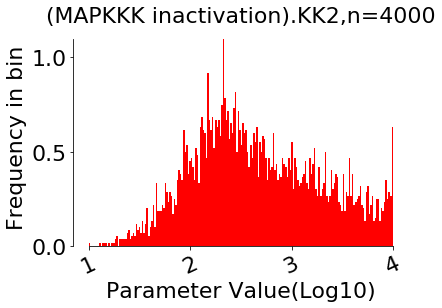 (MAPKKK inactivation).KK2,n=4000
Frequency in bin
1.0
0.5
0.0
1 2 3 4
Parameter Value(Log10)